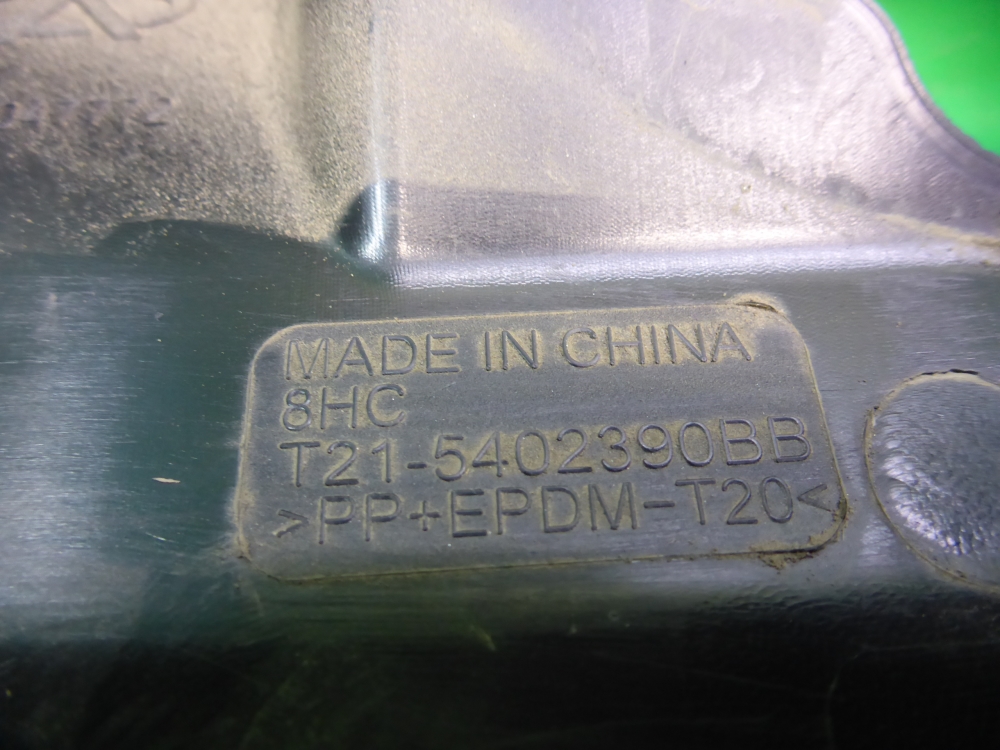 MADE IN CHINA
8HC
T21-5402390BB
>PP+EPDM-T20<